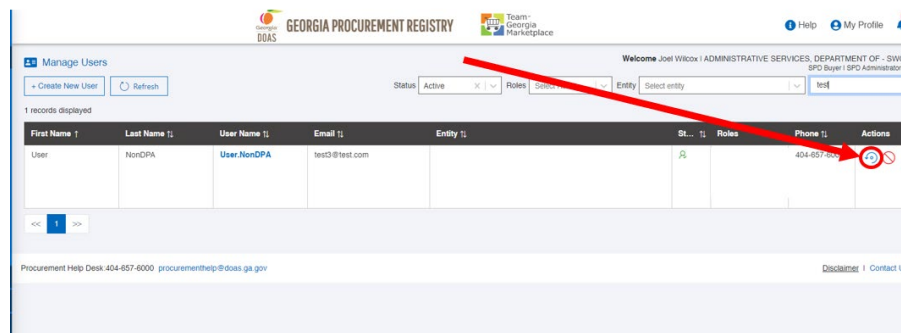 Georgia
DOAS
GEORGIA PROCUREMENT REGISTRY
Team
Georgia
Marketplace
Help
My Profile
Manage Users
Welcome Joel Wilcox | ADMINISTRATIVE SERVICES, DEPARTMENT OF - SW
SPD Buyer | SPD Administrator
+ Create New User
Refresh
Status Active Roles Select Entity Select entity test
1 records displayed
First Name Last Name User Name Email Entity St... Roles Phone Actions
User NonDPA User.NonDPA test3@test.com 404-657-600
<< 1 >>
Procurement Help Desk:404-657-6000 procurementhelp@doas.ga.gov
Disclaimer | Contact U